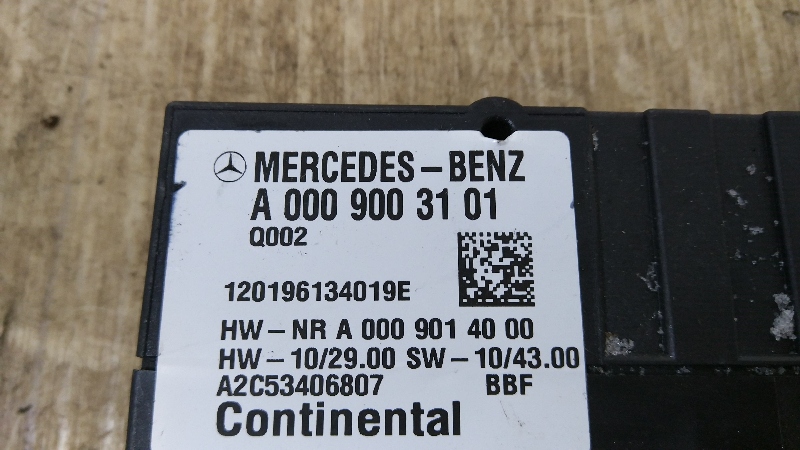 MERCEDES-BENZ
A 000 900 31 01
Q002
120196134019E
HW-NR A 000 901 40 00
HW-10/29.00 SW-10/43.00
A2C53406807 BBF
Continental